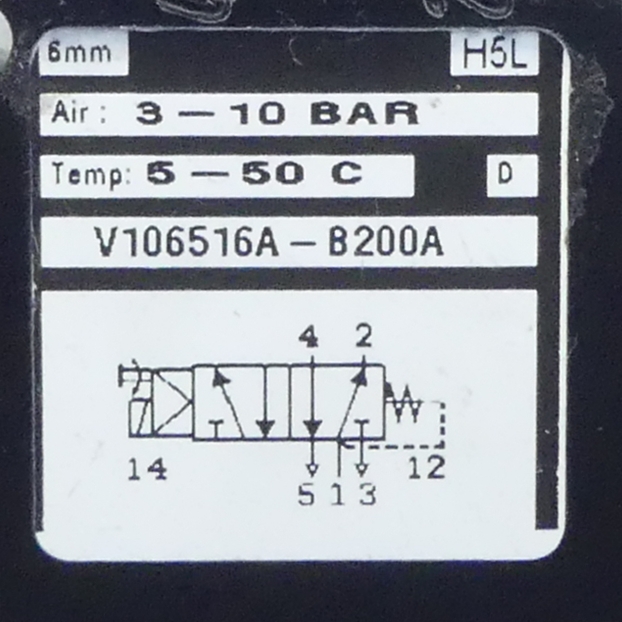 6mm H5L
Air: 3 – 10 BAR
Temp: 5 – 50 C D
V106516A – B200A
4 2
14 12
5 1 3